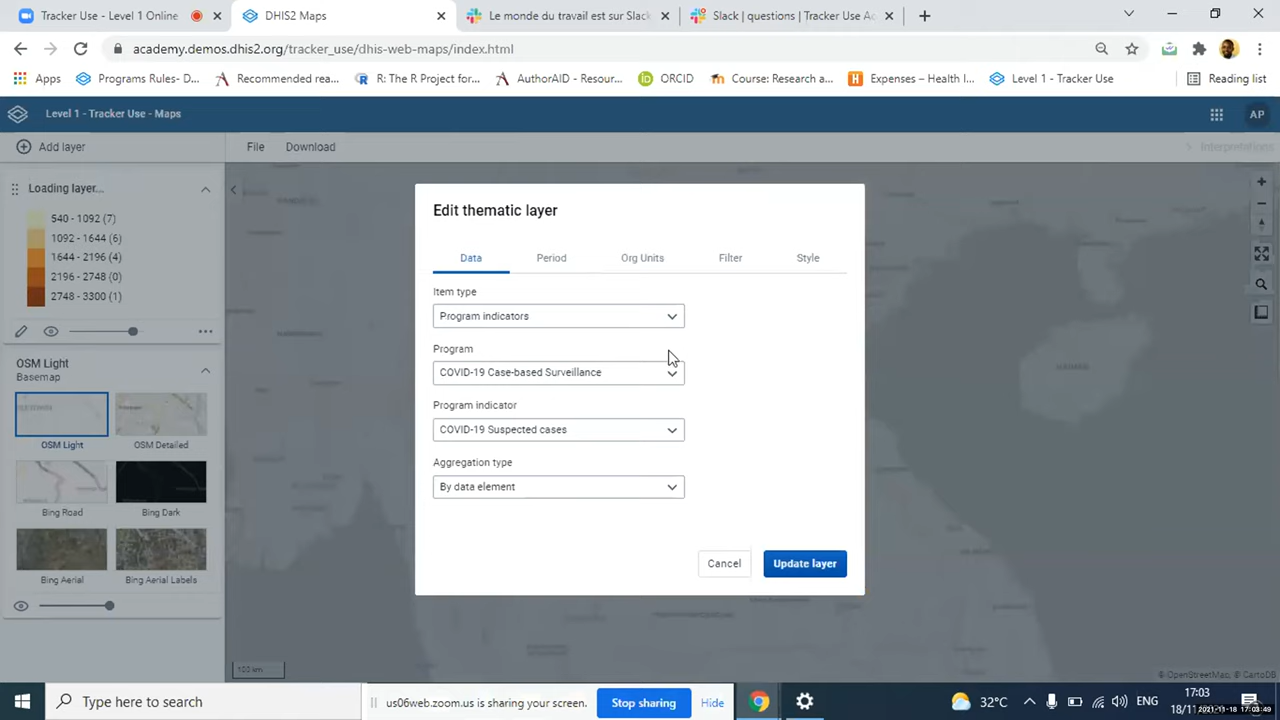 Tracker Use - Level 1 Online
DHIS2 Maps
Le monde du travail est sur Slack
Slack | questions | Tracker Use Ac
academy.demos.dhis2.org/tracker_use/dhis-web-maps/index.html
Apps
Programs Rules- D...
Recommended rea...
R: The R Project for...
AuthorAID - Resour...
ORCID
Course: Research a...
Expenses – Health I...
Level 1 - Tracker Use
Reading list
Level 1 - Tracker Use - Maps
AP
Add layer
File
Download
Interpretations
Loading layer...
540 - 1092 (7)
1092 - 1644 (6)
1644 - 2196 (4)
2196 - 2748 (0)
2748 - 3300 (1)
OSM Light
Basemap
OSM Light
OSM Detailed
Bing Road
Bing Dark
Bing Aerial
Bing Aerial Labels
Edit thematic layer
Data
Period
Org Units
Filter
Style
Item type
Program indicators
Program
COVID-19 Case-based Surveillance
Program indicator
COVID-19 Suspected cases
Aggregation type
By data element
Cancel
Update layer
100 km
© OpenStreetMap, © CartoDB
Type here to search
us06web.zoom.us is sharing your screen.
Stop sharing
Hide
32°C
ENG
17:03
18/11
2021-11-18 17:03:49